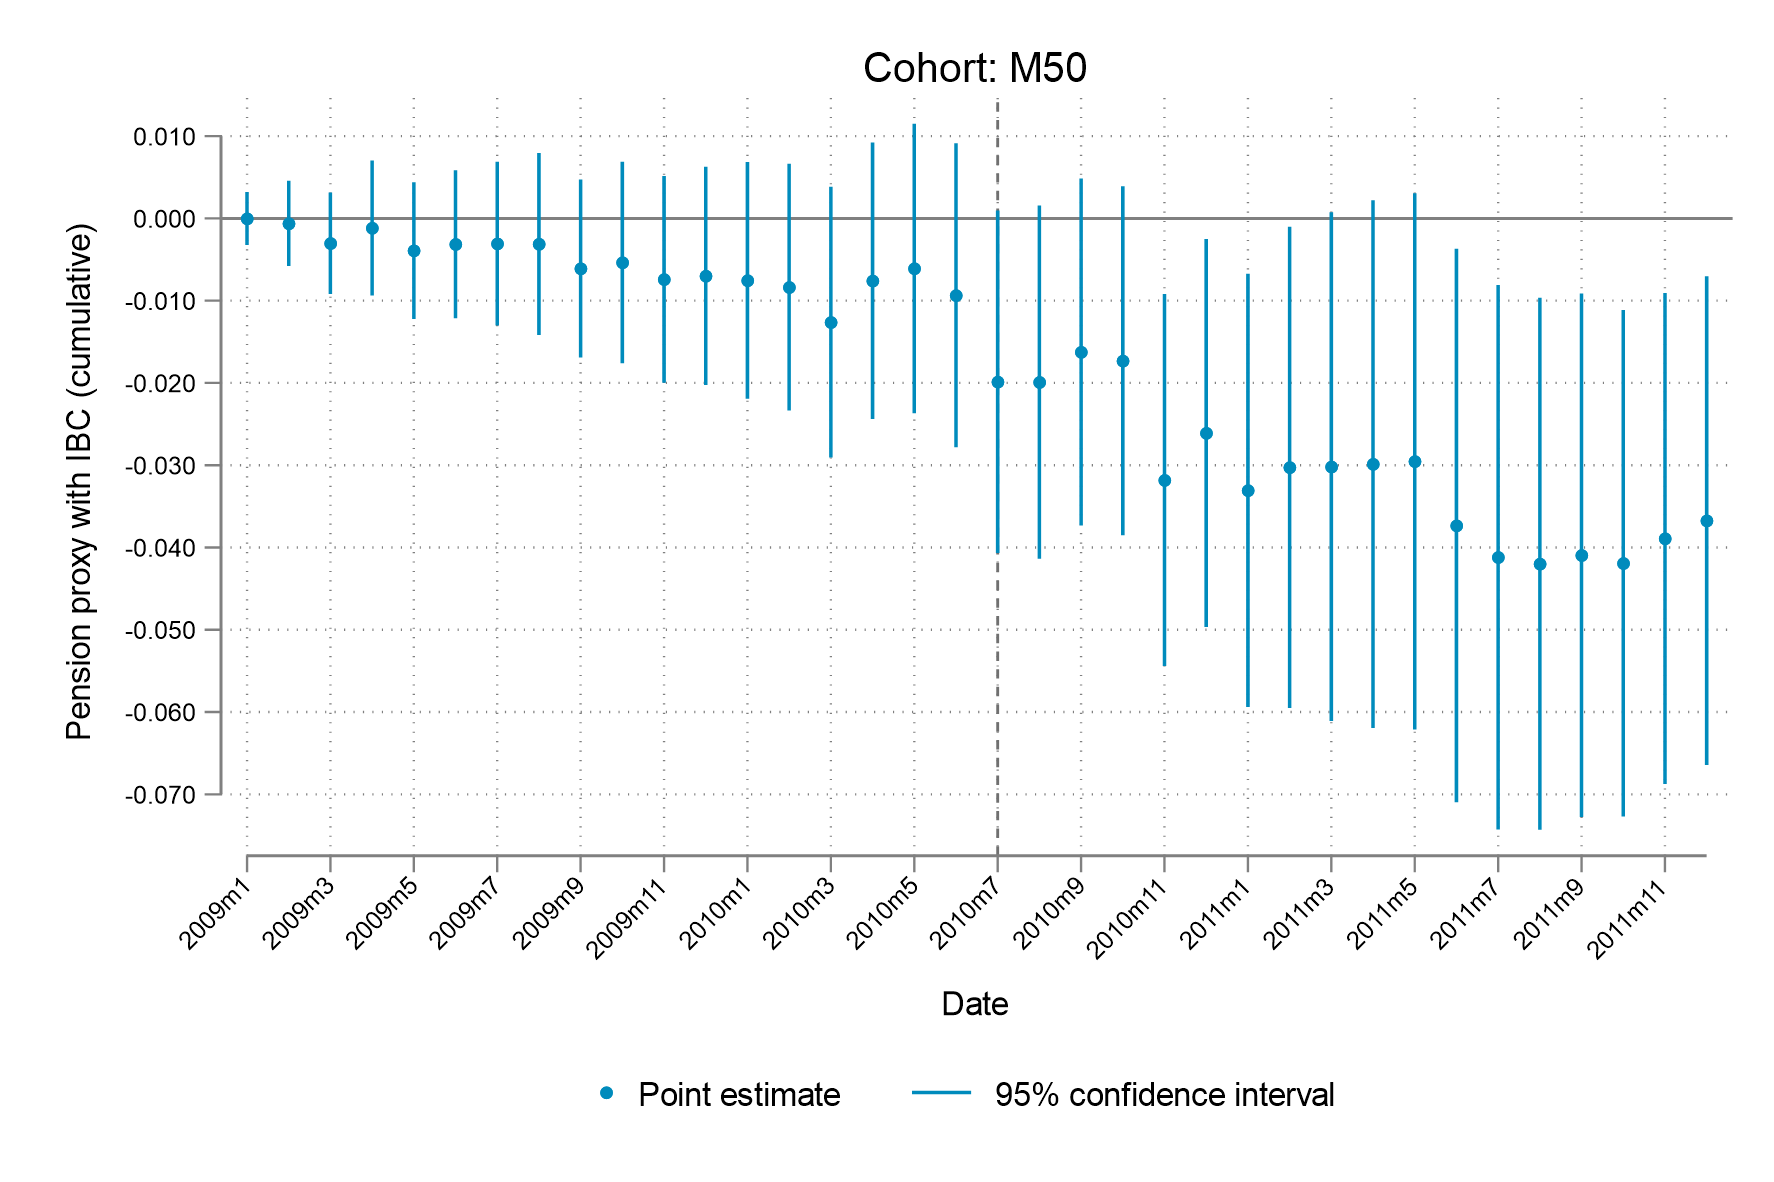 Cohort: M50
Pension proxy with IBC (cumulative)
0.010
0.000
-0.010
-0.020
-0.030
-0.040
-0.050
-0.060
-0.070
2009m1
2009m3
2009m5
2009m7
2009m9
2009m11
2010m1
2010m3
2010m5
2010m7
2010m9
2010m11
2011m1
2011m3
2011m5
2011m7
2011m9
2011m11
Date
Point estimate
95% confidence interval